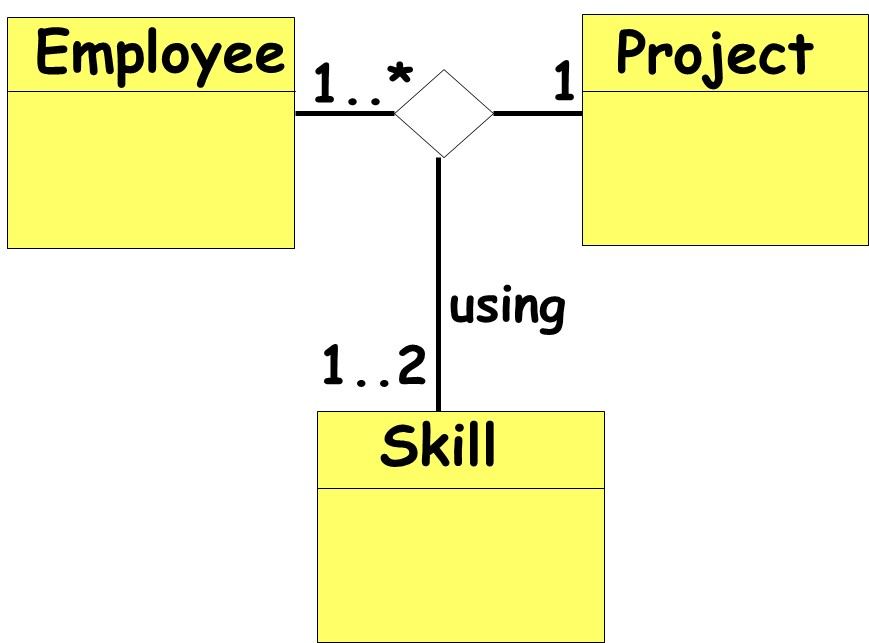 Employee
1..*
1
Project
using
1..2
Skill